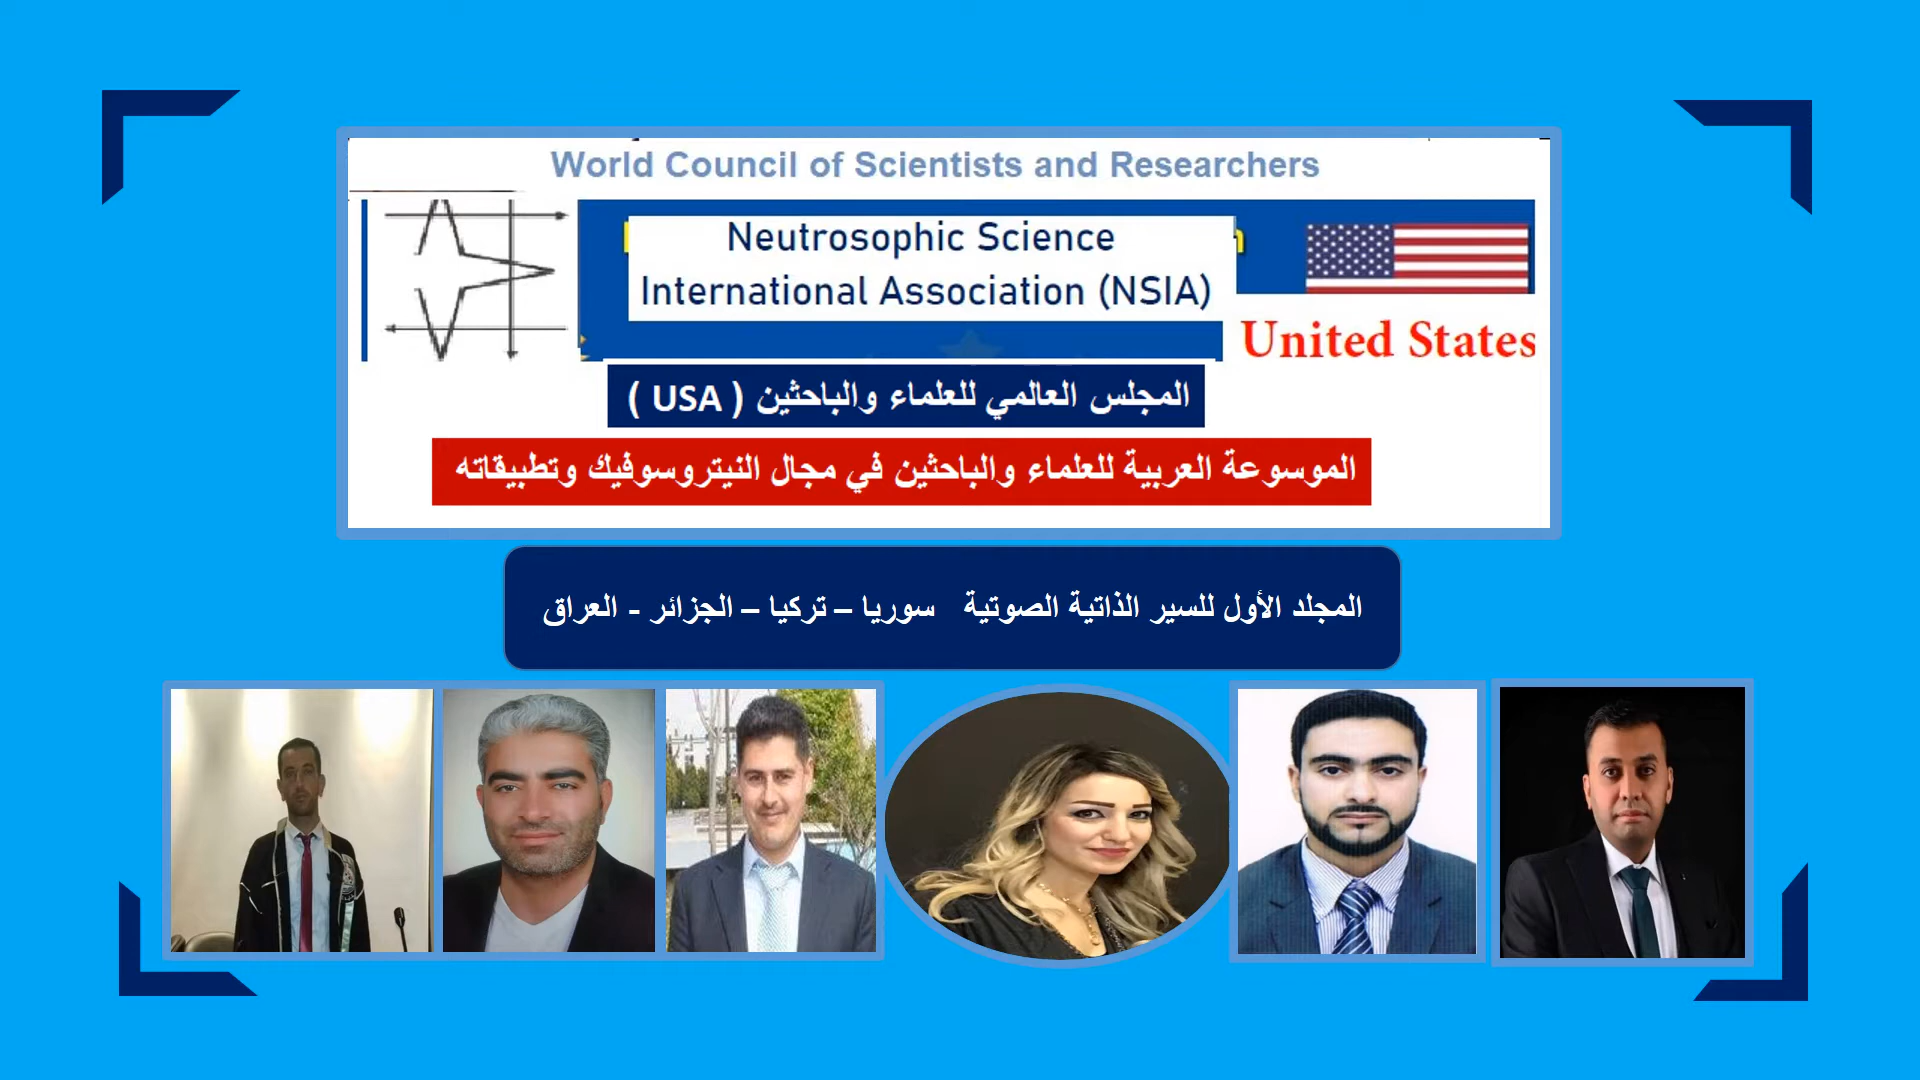 World Council of Scientists and Researchers
Neutrosophic Science
International Association (NSIA)
United States
المجلس العالمي للعلماء والباحثين ( USA )
الموسوعة العربية للعلماء والباحثين في مجال النيتروسوفيك وتطبيقاته
المجلد الأول للسير الذاتية الصوتية سوريا – تركيا – الجزائر - العراق